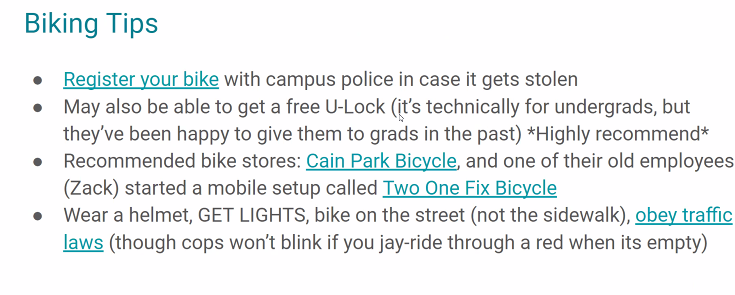 Biking Tips
● Register your bike with campus police in case it gets stolen
● May also be able to get a free U-Lock (it's technically for undergrads, but
they've been happy to give them to grads in the past) *Highly recommend*
● Recommended bike stores: Cain Park Bicycle, and one of their old employees
(Zack) started a mobile setup called Two One Fix Bicycle
● Wear a helmet, GET LIGHTS, bike on the street (not the sidewalk), obey traffic
laws (though cops won't blink if you jay-ride through a red when its empty)